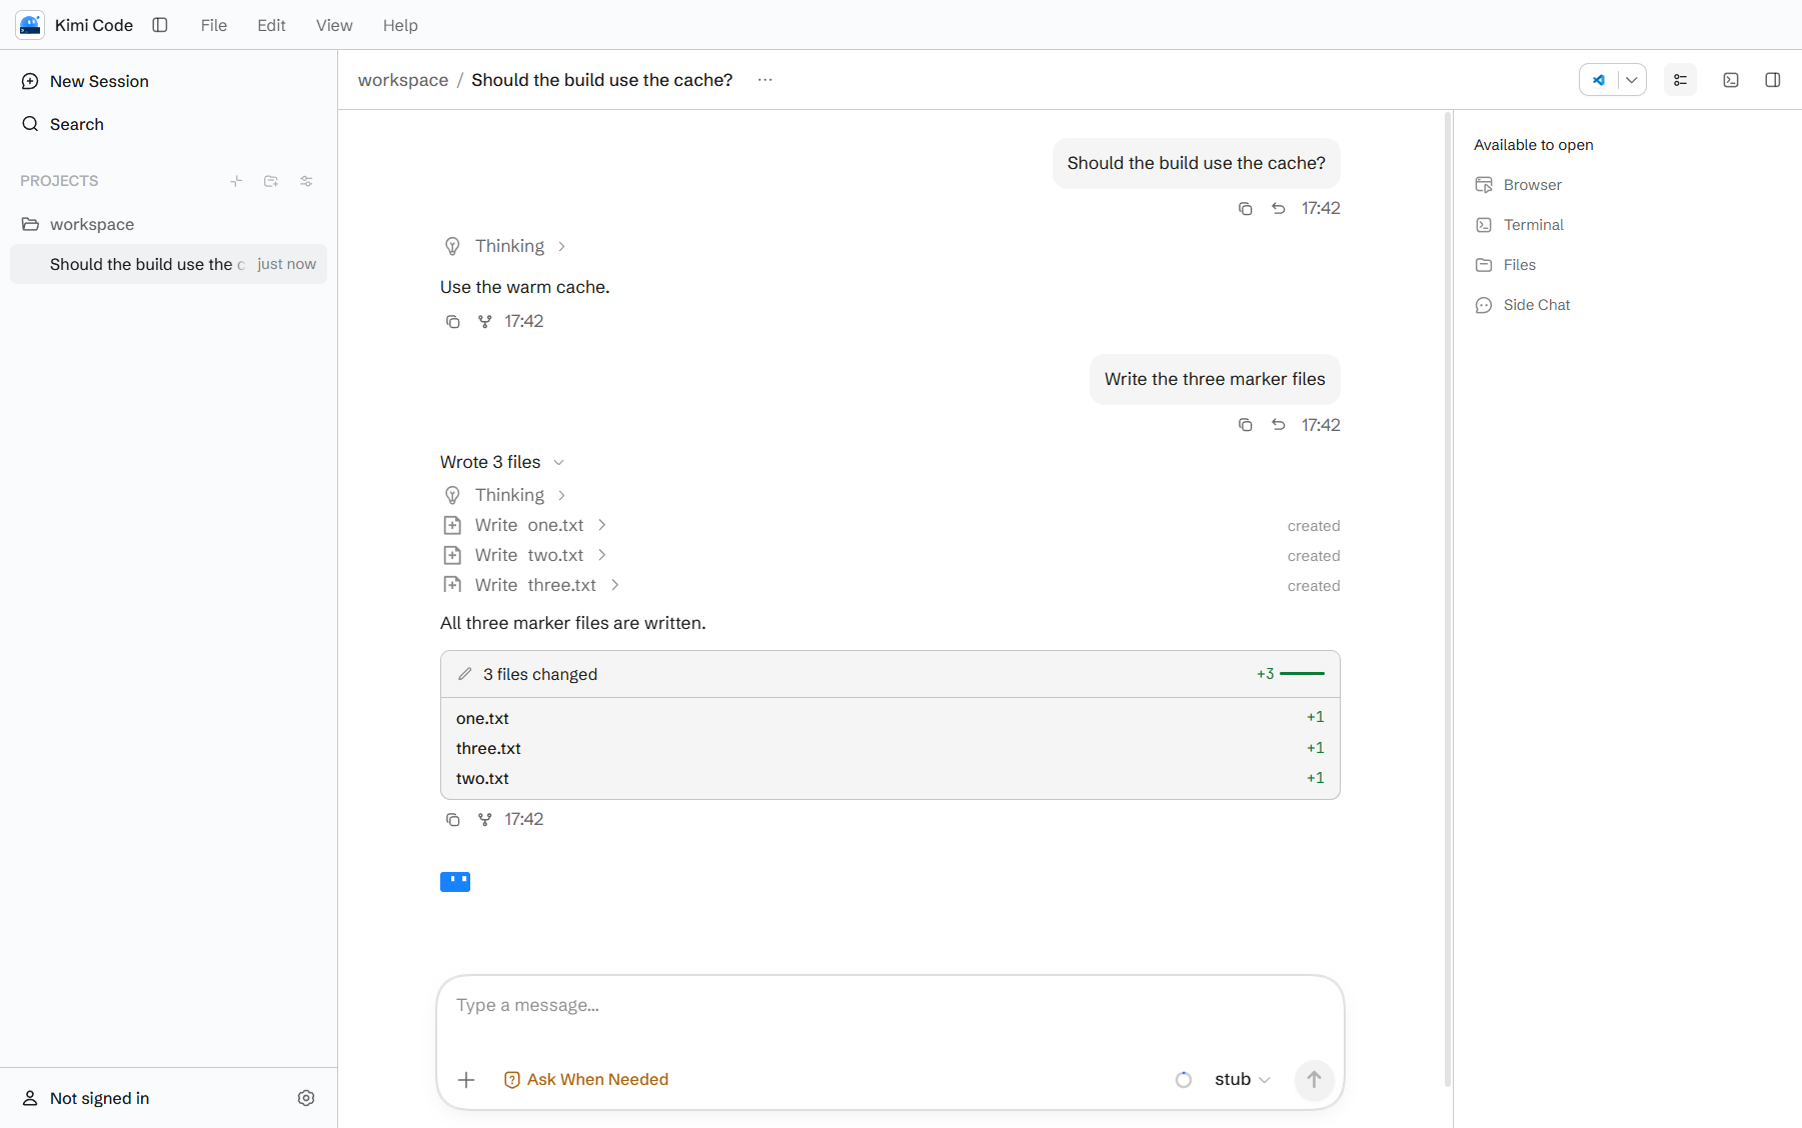 Kimi Code File Edit View Help
New Session
Search
PROJECTS
workspace
Should the build use the just now
Not signed in
workspace / Should the build use the cache? ...
Should the build use the cache?
17:42
Thinking
Use the warm cache.
17:42
Write the three marker files
17:42
Wrote 3 files
Thinking
Write one.txt created
Write two.txt created
Write three.txt created
All three marker files are written.
3 files changed +3
one.txt +1
three.txt +1
two.txt +1
17:42
Type a message...
Ask When Needed stub
Available to open
Browser
Terminal
Files
Side Chat